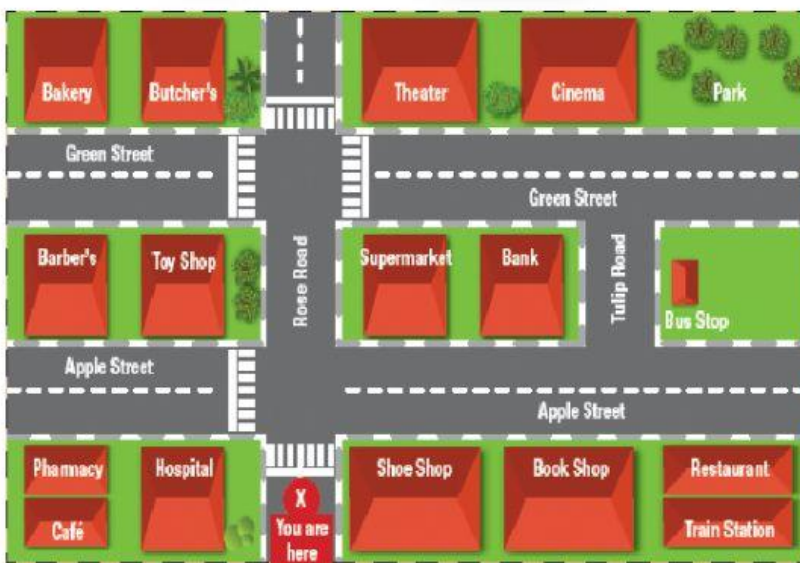 Bakery
Butcher's
Theater
Cinema
Park
Green Street
Green Street
Barber's
Toy Shop
Rose Road
Supermarket
Bank
Tulip Road
Bus Stop
Apple Street
Apple Street
Pharmacy
Hospital
Shoe Shop
Book Shop
Restaurant
Café
X
You are
here
Train Station